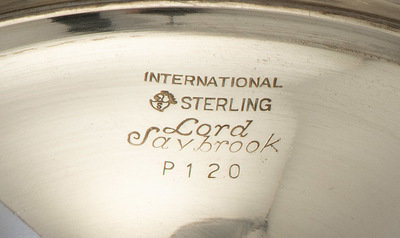 INTERNATIONAL
STERLING
Lord
Saybrook
P120